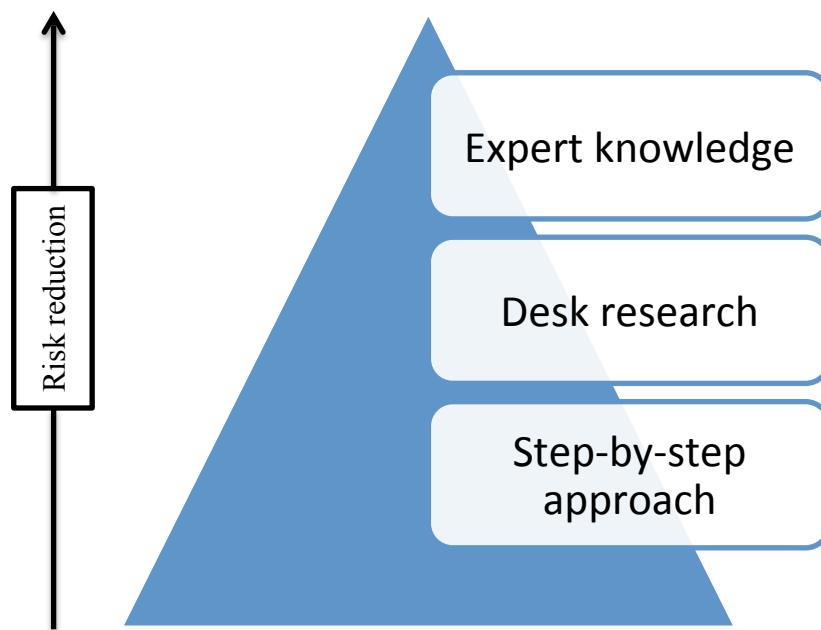 Expert knowledge
Risk reduction
Desk research
Step-by-step
approach